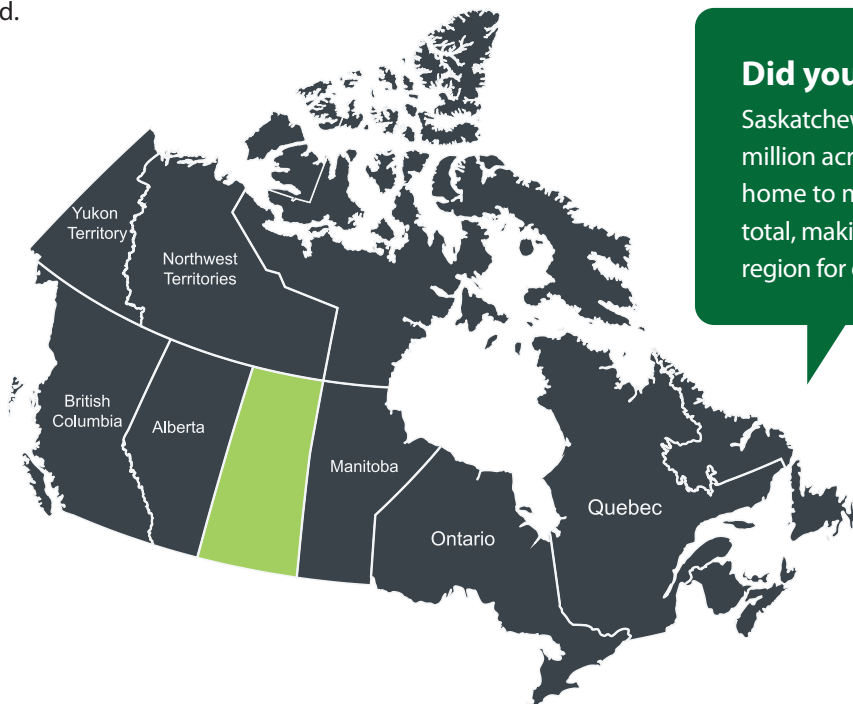 d.
Did you
Saskatchew
million acr
home to m
total, maki
region for
Yukon
Territory
Northwest
Territories
British
Columbia
Alberta
Manitoba
Ontario
Quebec